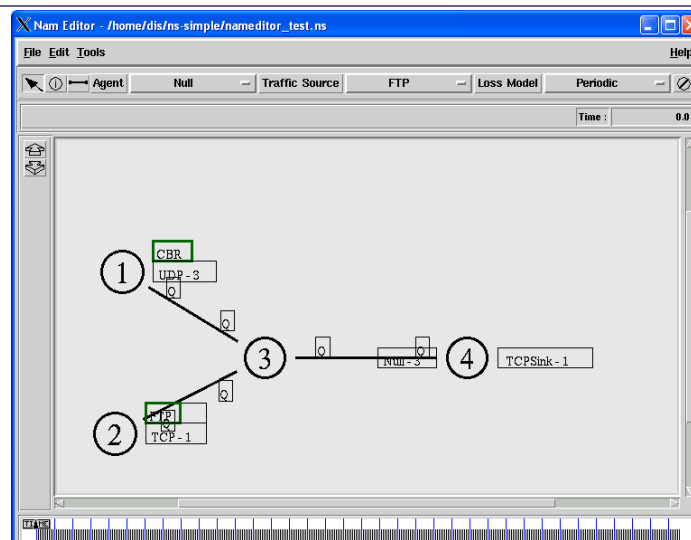 Nam Editor - /home/dis/ns-simple/nameditor_test.ns
File Edit Tools Help
Agent Null Traffic Source FTP Loss Model Periodic
Time : 0.0
CBR
1 UDP-3
Q
Q
Q Q
3 Null-3 4 TCPSink-1
Q
FTP
Q
2 TCP-1
TIME